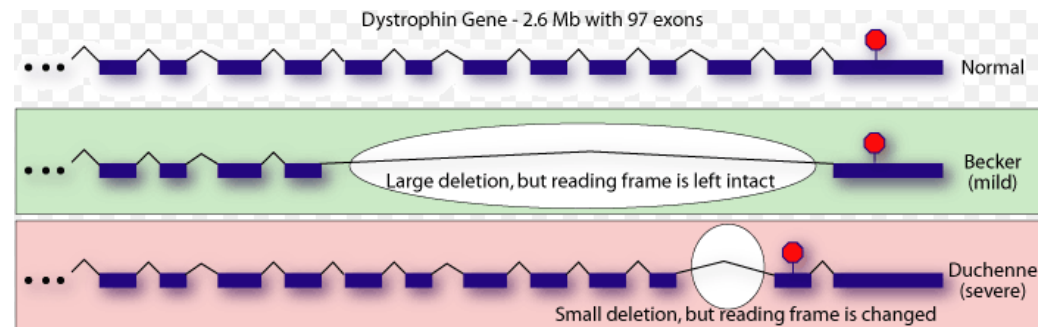 Dystrophin Gene - 2.6 Mb with 97 exons
Normal
Large deletion, but reading frame is left intact
Becker
(mild)
Duchenne
(severe)
Small deletion, but reading frame is changed